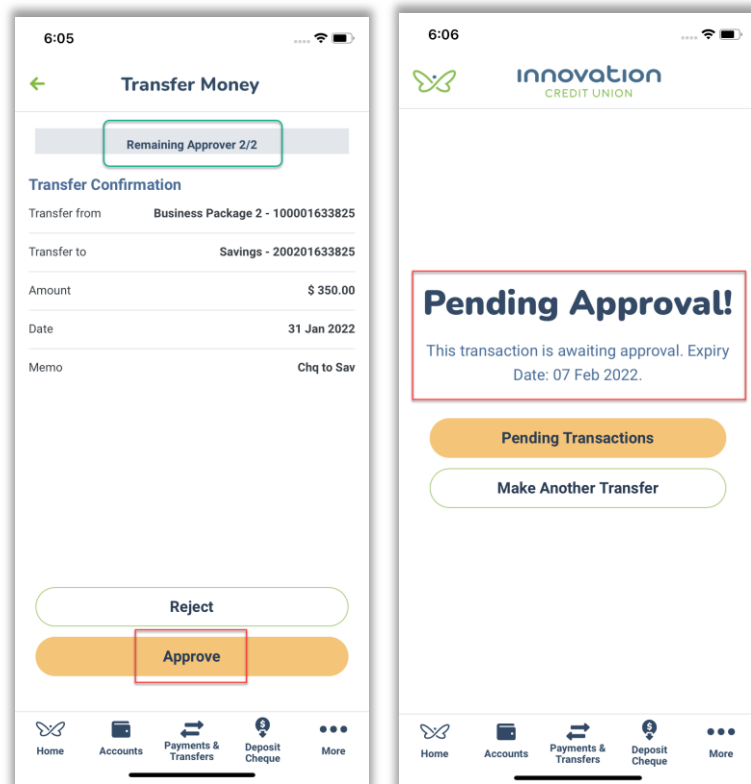 6:05
Transfer Money
Remaining Approver 2/2
Transfer Confirmation
Transfer from Business Package 2 - 100001633825
Transfer to Savings - 200201633825
Amount $ 350.00
Date 31 Jan 2022
Memo Chq to Sav
Reject
Approve
Home Accounts Payments & Transfers Deposit Cheque More
6:06
INNOVATION
CREDIT UNION
Pending Approval!
This transaction is awaiting approval. Expiry
Date: 07 Feb 2022.
Pending Transactions
Make Another Transfer
Home Accounts Payments & Transfers Deposit Cheque More